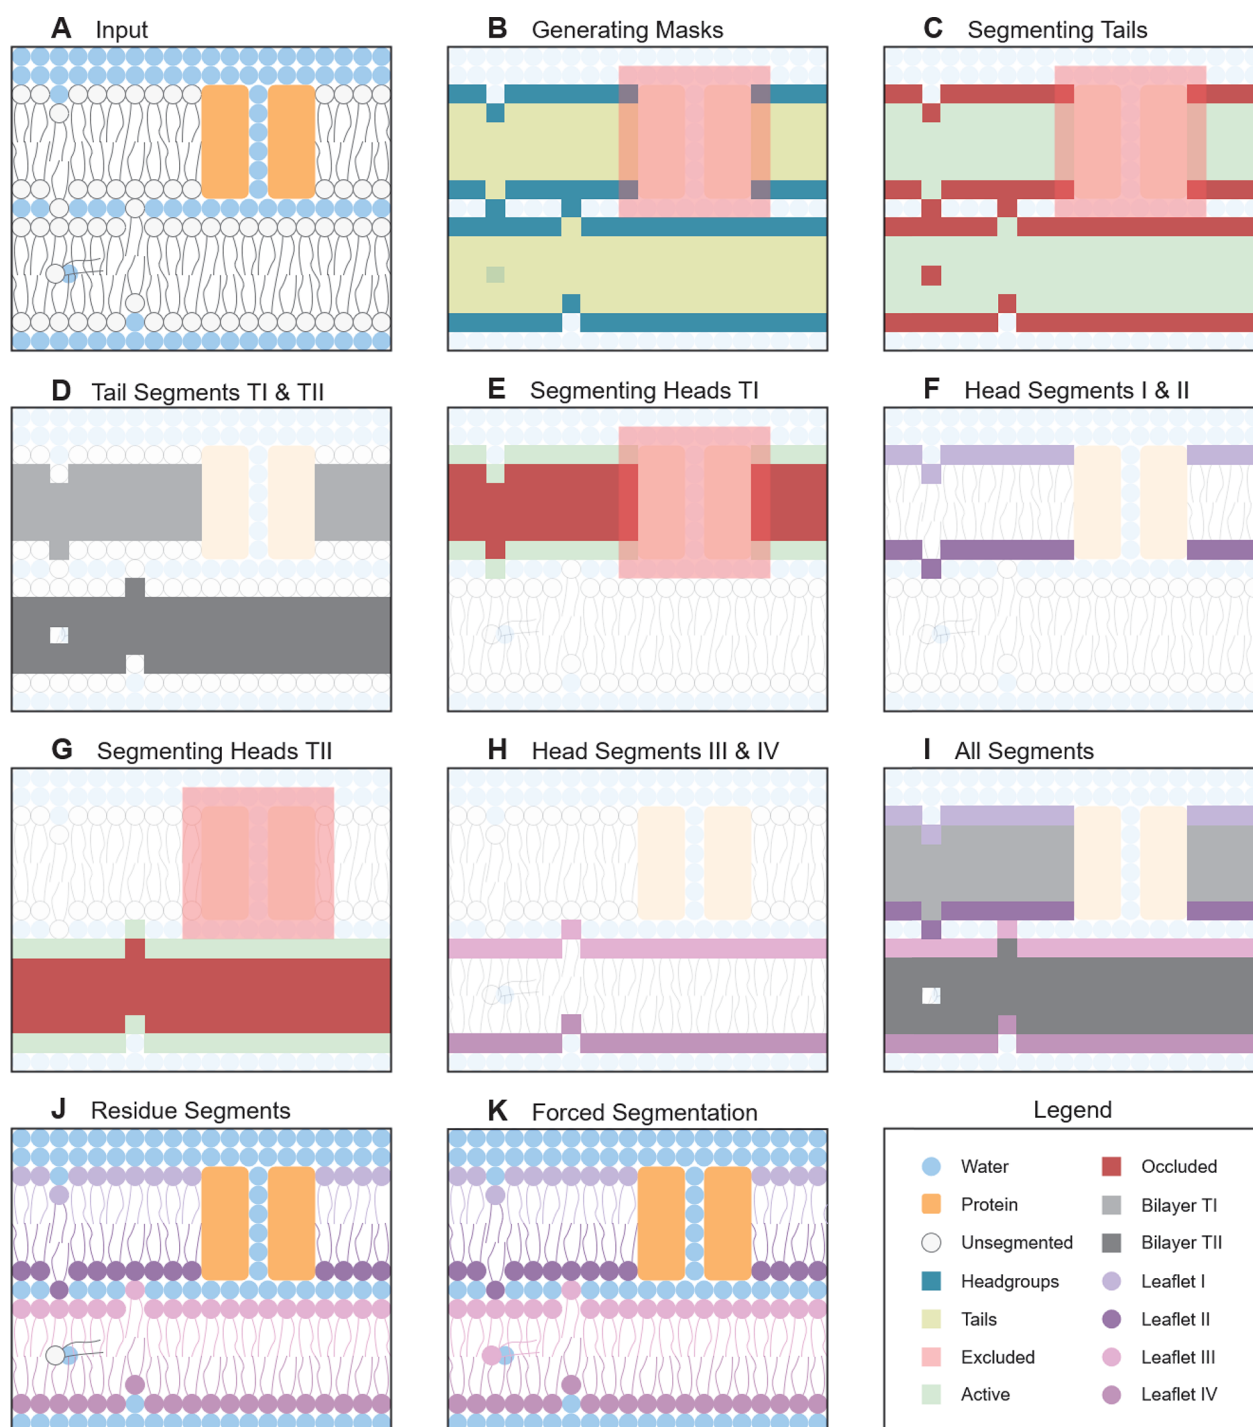 A Input
B Generating Masks
C Segmenting Tails
D Tail Segments TI & TII
E Segmenting Heads TI
F Head Segments I & II
G Segmenting Heads TII
H Head Segments III & IV
I All Segments
J Residue Segments
K Forced Segmentation
Legend
Water
Protein
Unsegmented
Headgroups
Tails
Excluded
Active
Occluded
Bilayer TI
Bilayer TII
Leaflet I
Leaflet II
Leaflet III
Leaflet IV